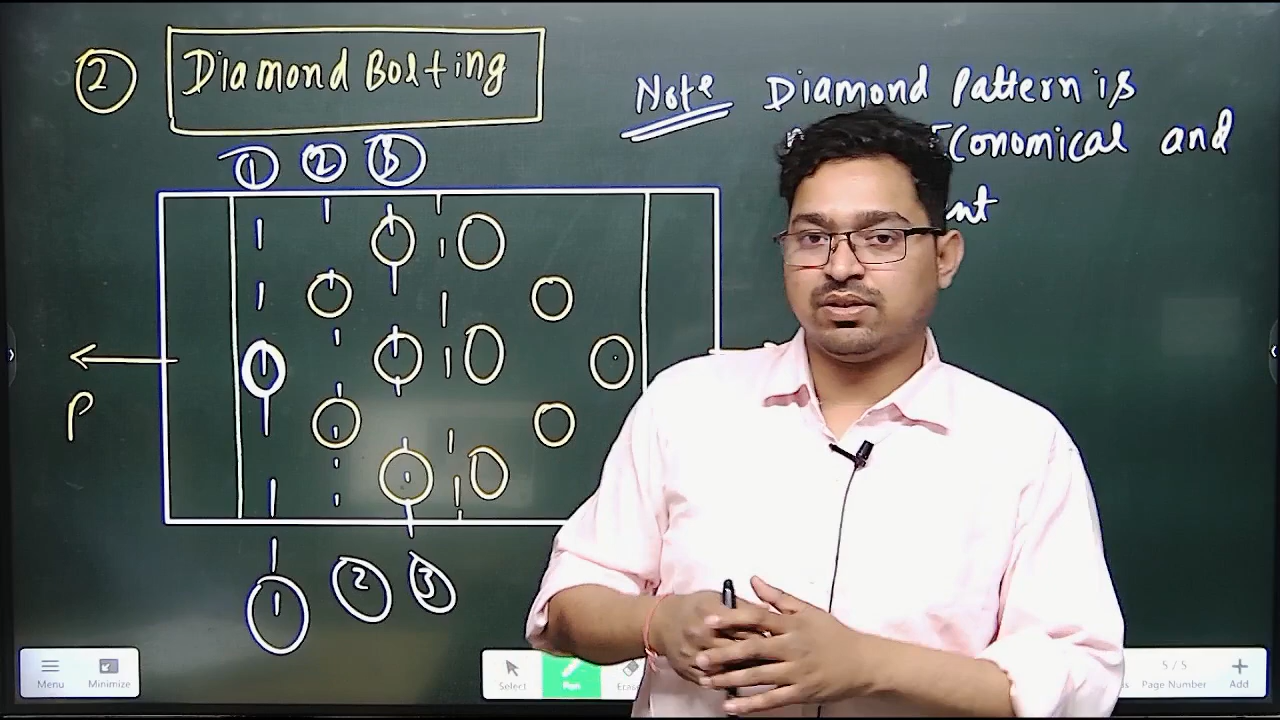 ② Diamond Bolting
Note Diamond Pattern is
Economical and
① ② ③
P
① ② ③
Menu Minimize Select Pen 5 / 5 Page Number Add